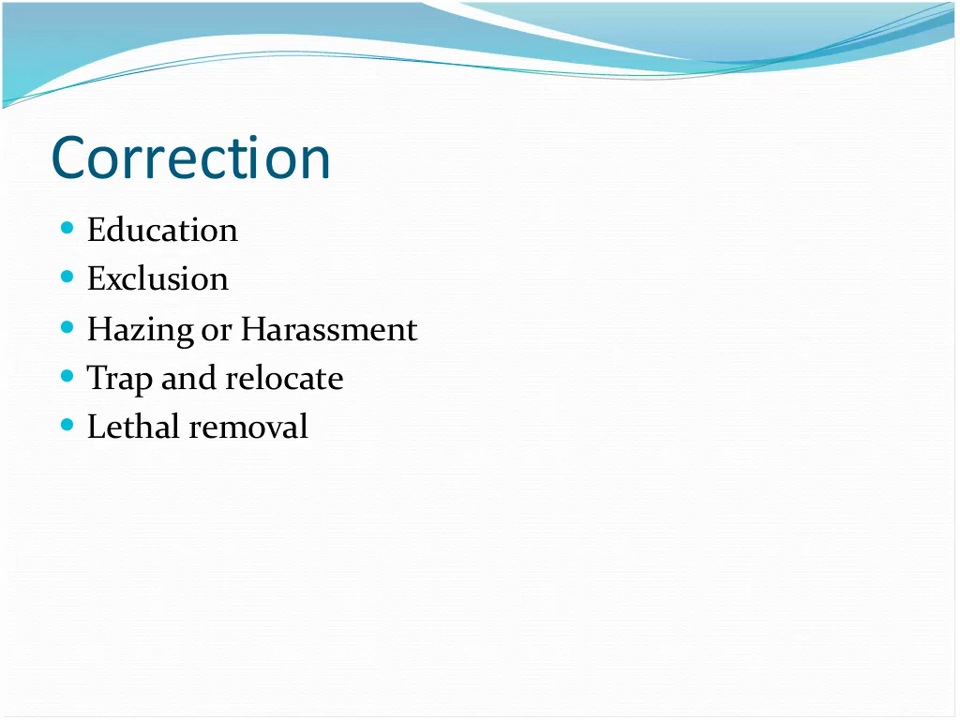 Correction
Education
Exclusion
Hazing or Harassment
Trap and relocate
Lethal removal